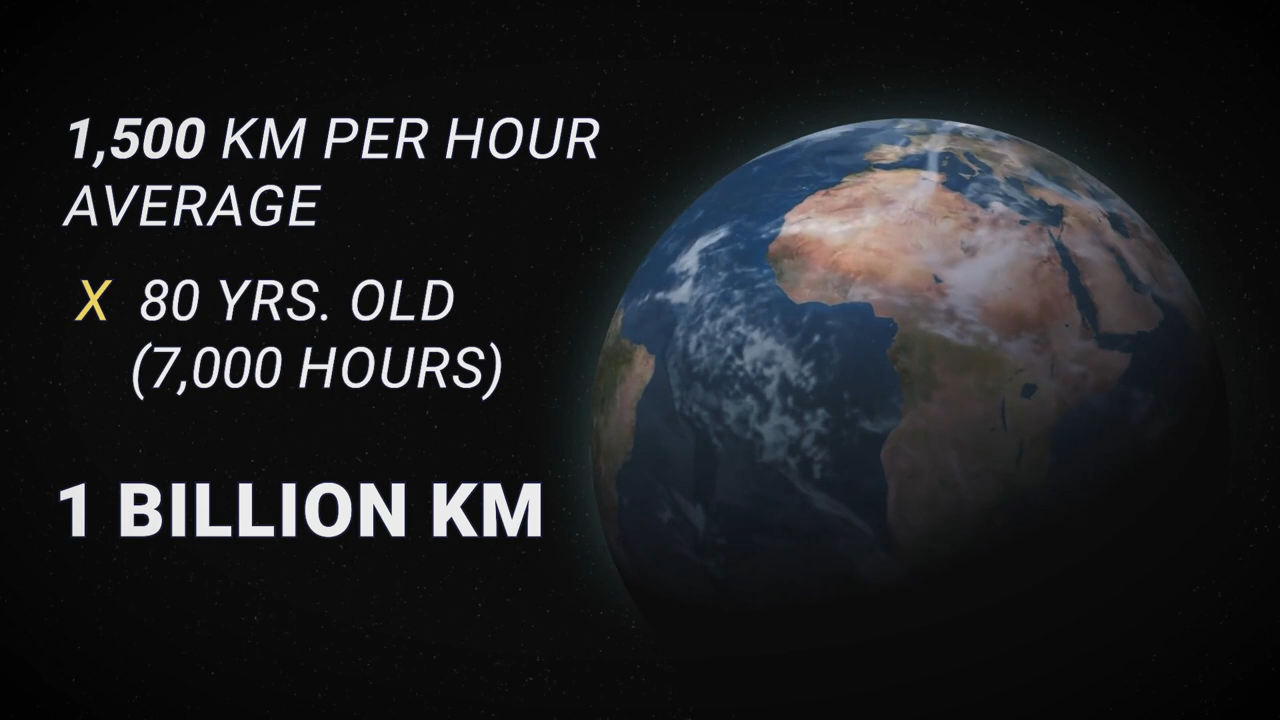 1,500 KM PER HOUR
AVERAGE
X 80 YRS. OLD
(7,000 HOURS)
1 BILLION KM